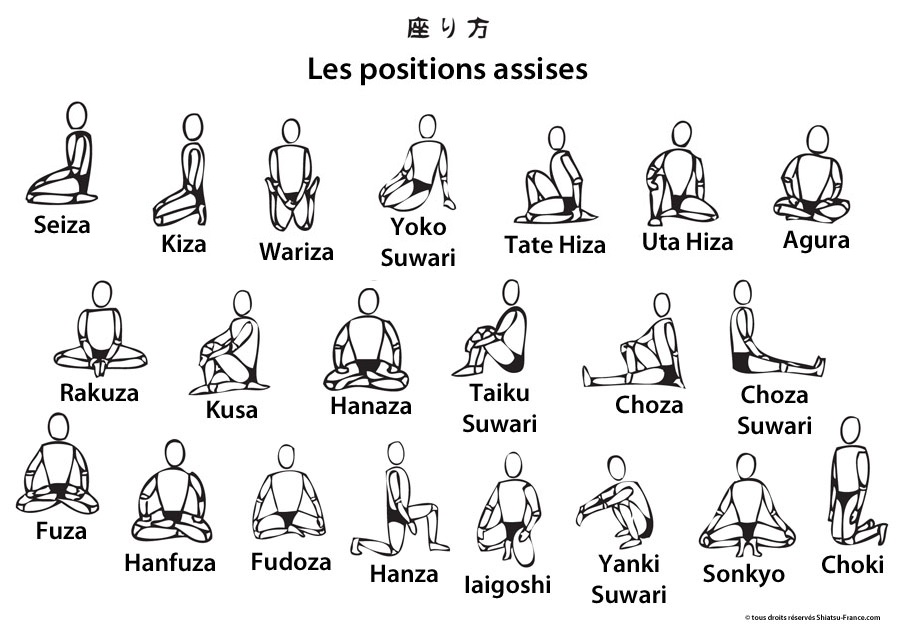 座り方
Les positions assises
Seiza
Kiza
Wariza
Yoko
Suwari
Tate Hiza
Uta Hiza
Agura
Rakuza
Kusa
Hanaza
Taiku
Suwari
Choza
Choza
Suwari
Fuza
Hanfuza
Fudoza
Hanza
Iaigoshi
Yanki
Suwari
Sonkyo
Choki
© tous droits réservés Shiatsu-France.com